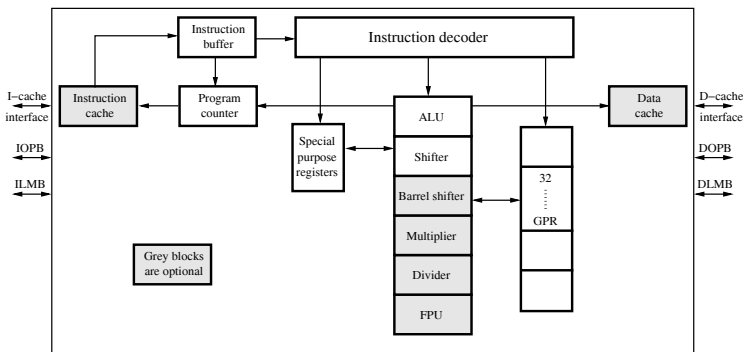 Instruction
buffer
Instruction decoder
I−cache
interface
Instruction
cache
Program
counter
ALU
Data
cache
D−cache
interface
Special
purpose
registers
Shifter
IOPB
DOPB
ILMB
DLMB
Barrel shifter
32
GPR
Multiplier
Grey blocks
are optional
Divider
FPU